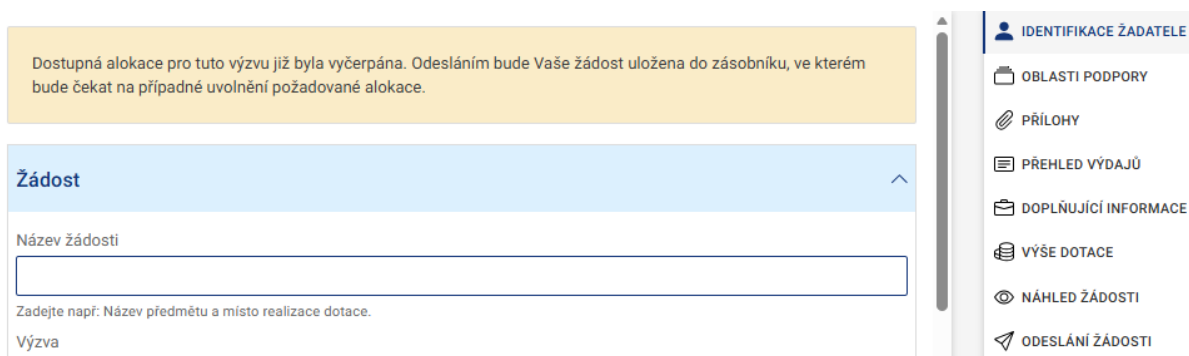 Dostupná alokace pro tuto výzvu již byla vyčerpána. Odesláním bude Vaše žádost uložena do zásobníku, ve kterém
bude čekat na případné uvolnění požadované alokace.
Žádost
Název žádosti
Zadejte např: Název předmětu a místo realizace dotace.
Výzva
IDENTIFIKACE ŽADATELE
OBLASTI PODPORY
PŘÍLOHY
PŘEHLED VÝDAJŮ
DOPLŇUJÍCÍ INFORMACE
VÝŠE DOTACE
NÁHLED ŽÁDOSTI
ODESLÁNÍ ŽÁDOSTI